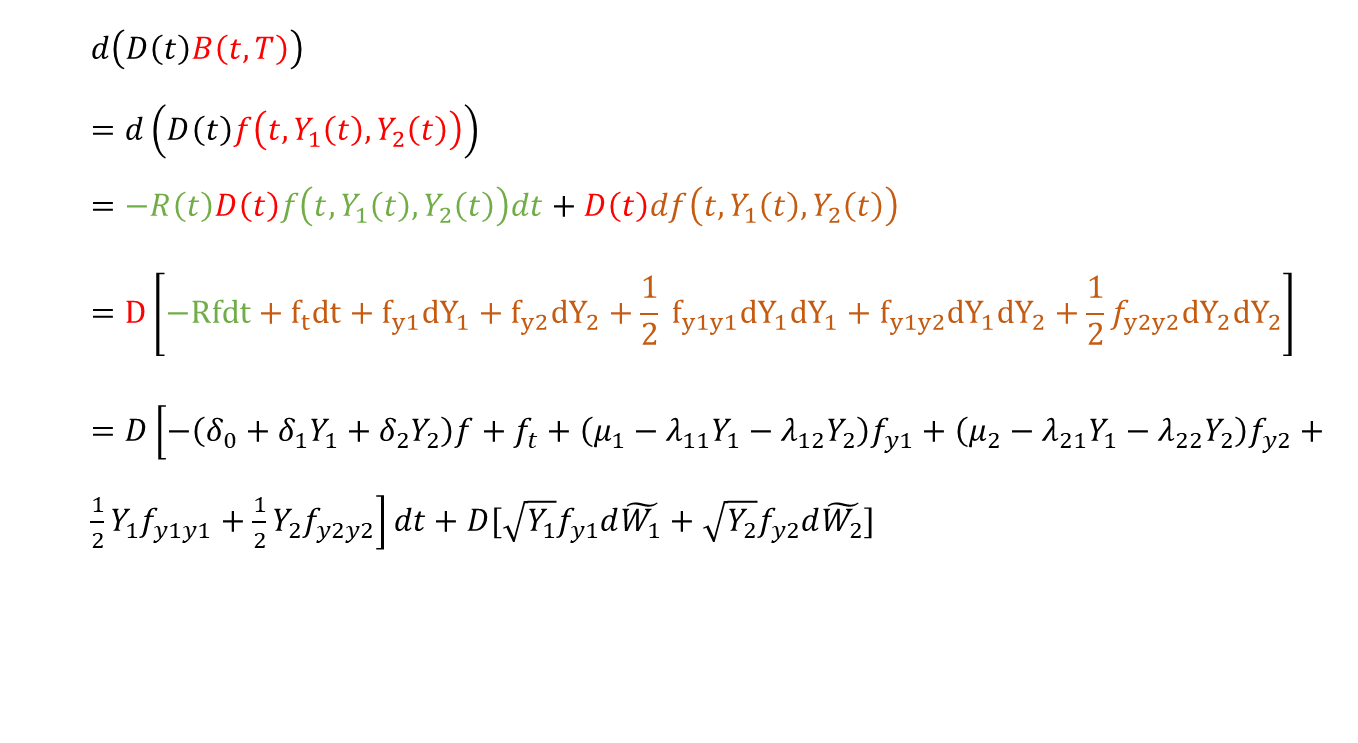 d(D(t)B(t, T))
= d(D(t)f(t, Y₁(t), Y₂(t)))
= −R(t)D(t)f(t, Y₁(t), Y₂(t))dt + D(t)df(t, Y₁(t), Y₂(t))
= D[−Rfdt + f_t dt + f_y1 dY₁ + f_y2 dY₂ + 1/2 f_y1y1 dY₁dY₁ + f_y1y2 dY₁dY₂ + 1/2 f_y2y2 dY₂dY₂]
= D[−(δ₀ + δ₁Y₁ + δ₂Y₂)f + f_t + (μ₁ − λ₁₁Y₁ − λ₁₂Y₂)f_y1 + (μ₂ − λ₂₁Y₁ − λ₂₂Y₂)f_y2 +
1/2 Y₁f_y1y1 + 1/2 Y₂f_y2y2] dt + D[√Y₁ f_y1 dW̃₁ + √Y₂ f_y2 dW̃₂]